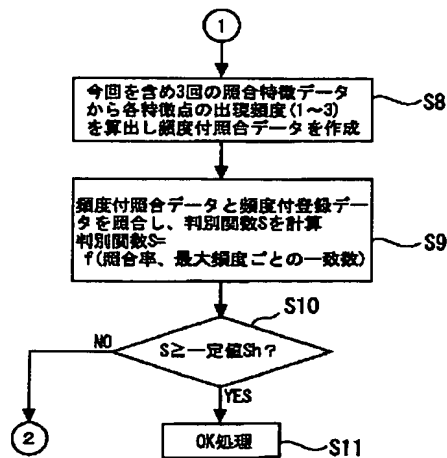 1
今回を含め3回の照合特徴データ
から各特徴点の出現頻度(1～3)
を算出し頻度付照合データを作成
S8
頻度付照合データと頻度付登録デー
タを照合し、判別関数Sを計算
判別関数S=
f(照合率、最大頻度ごとの一致数)
S9
S10
S≧一定値Sh?
NO
YES
2
OK処理
S11